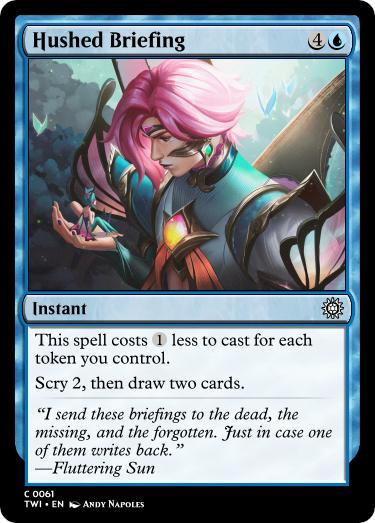 Hushed Briefing 4
Instant
This spell costs 1 less to cast for each
token you control.
Scry 2, then draw two cards.
“I send these briefings to the dead, the
missing, and the forgotten. Just in case one
of them writes back.”
—Fluttering Sun
C 0061
TWI • EN Andy Napoles